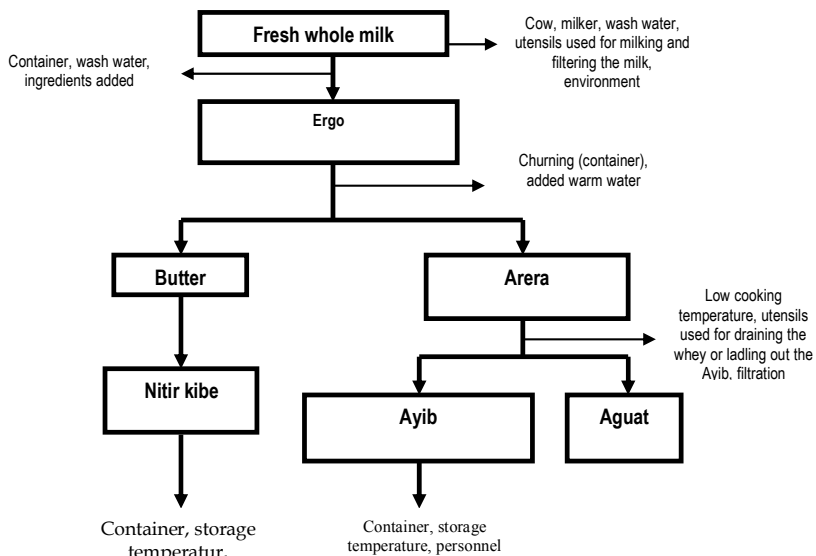 Fresh whole milk
Cow, milker, wash water,
utensils used for milking and
filtering the milk,
environment
Container, wash water,
ingredients added
Ergo
Churning (container),
added warm water
Butter
Arera
Low cooking
temperature, utensils
used for draining the
whey or ladling out the
Ayib, filtration
Nitir kibe
Ayib
Aguat
Container, storage
temperatur,
Container, storage
temperature, personnel